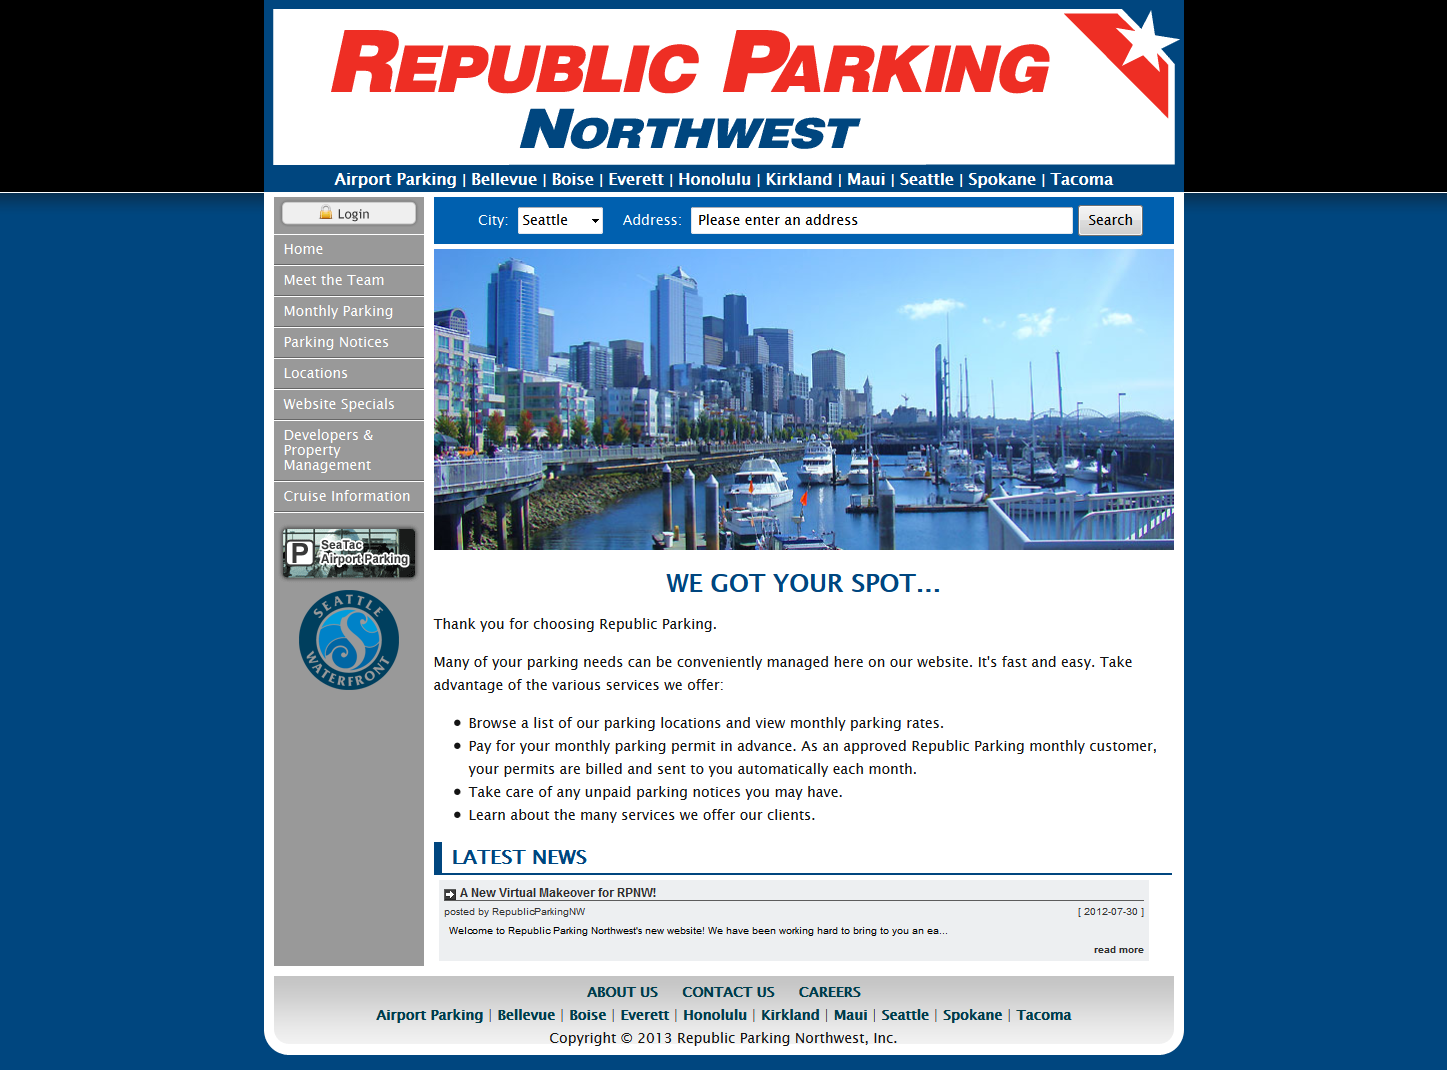 REPUBLIC PARKING
NORTHWEST
Airport Parking | Bellevue | Boise | Everett | Honolulu | Kirkland | Maui | Seattle | Spokane | Tacoma
Login
City: Seattle Address: Please enter an address Search
Home
Meet the Team
Monthly Parking
Parking Notices
Locations
Website Specials
Developers &
Property
Management
Cruise Information
P SeaTac
Airport Parking
SEATTLE
WATERFRONT
WE GOT YOUR SPOT...
Thank you for choosing Republic Parking.
Many of your parking needs can be conveniently managed here on our website. It's fast and easy. Take
advantage of the various services we offer:
• Browse a list of our parking locations and view monthly parking rates.
• Pay for your monthly parking permit in advance. As an approved Republic Parking monthly customer,
your permits are billed and sent to you automatically each month.
• Take care of any unpaid parking notices you may have.
• Learn about the many services we offer our clients.
LATEST NEWS
A New Virtual Makeover for RPNW!
posted by RepublicParkingNW [ 2012-07-30 ]
Welcome to Republic Parking Northwest's new website! We have been working hard to bring to you an ea...
read more
ABOUT US CONTACT US CAREERS
Airport Parking | Bellevue | Boise | Everett | Honolulu | Kirkland | Maui | Seattle | Spokane | Tacoma
Copyright © 2013 Republic Parking Northwest, Inc.